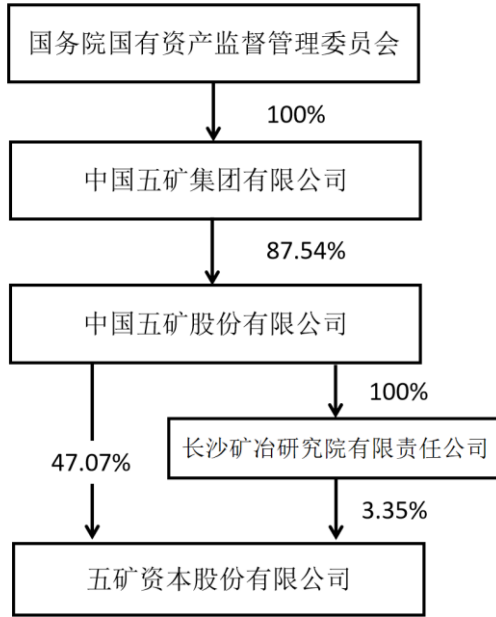 国务院国有资产监督管理委员会
100%
中国五矿集团有限公司
87.54%
中国五矿股份有限公司
100%
长沙矿冶研究院有限责任公司
47.07%
3.35%
五矿资本股份有限公司